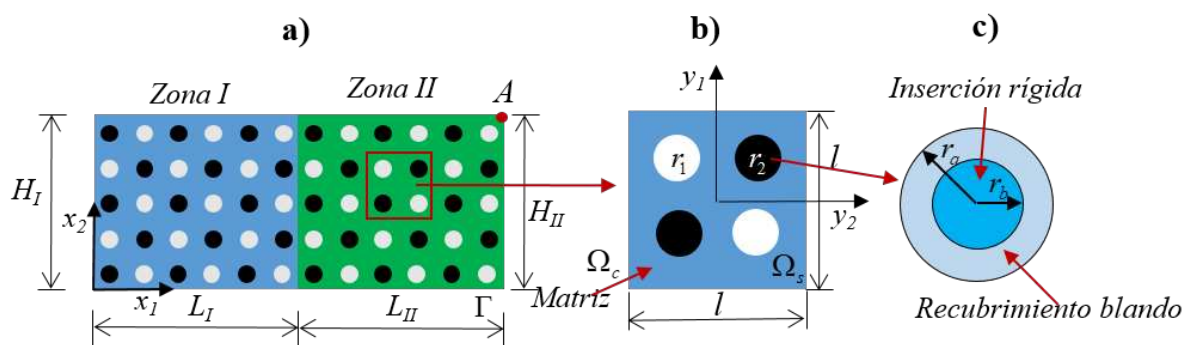 a)
Zona I
Zona II
A
H_I
H_II
x_2
x_1
L_I
L_II
Γ
b)
y_1
r_1
r_2
l
y_2
Ω_c
Ω_s
Matriz
l
c)
Inserción rígida
r_a
r_b
Recubrimiento blando